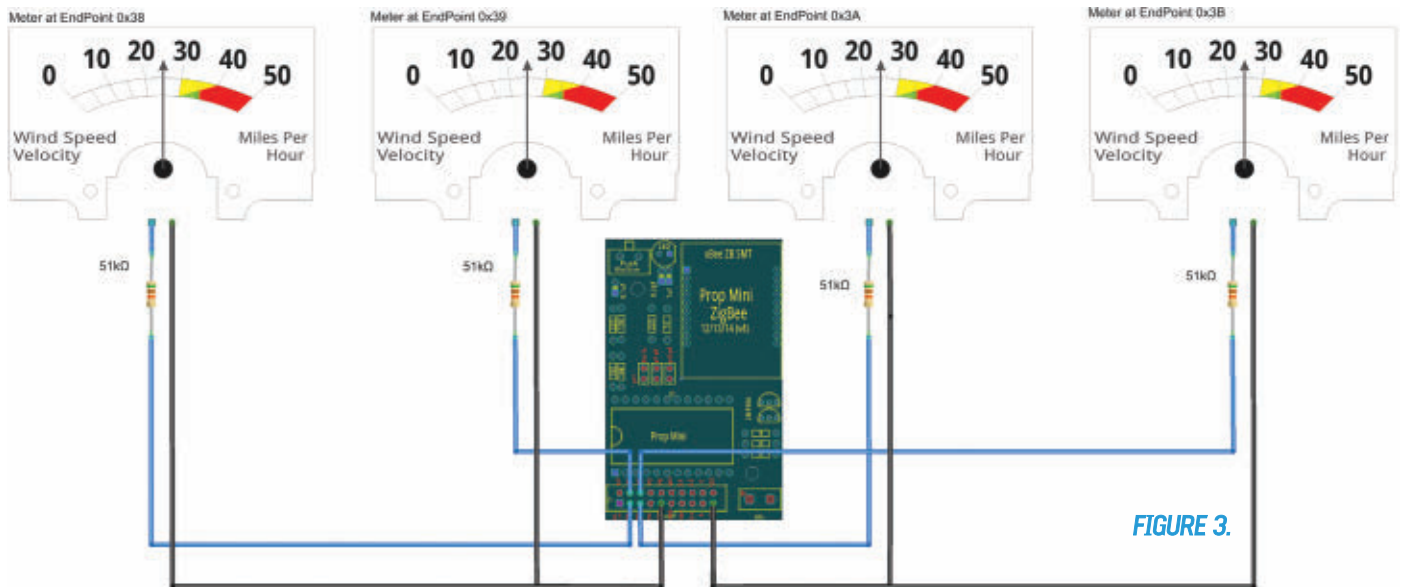 Meter at EndPoint 0x38
Meter at EndPoint 0x39
Meter at EndPoint 0x3A
Meter at EndPoint 0x3B
0 10 20 30 40 50
Wind Speed Velocity
Miles Per Hour
0 10 20 30 40 50
Wind Speed Velocity
Miles Per Hour
0 10 20 30 40 50
Wind Speed Velocity
Miles Per Hour
0 10 20 30 40 50
Wind Speed Velocity
Miles Per Hour
51kΩ
51kΩ
51kΩ
51kΩ
XBee ZB SMT
Prop Mini
ZigBee
Prop Mini
FIGURE 3.